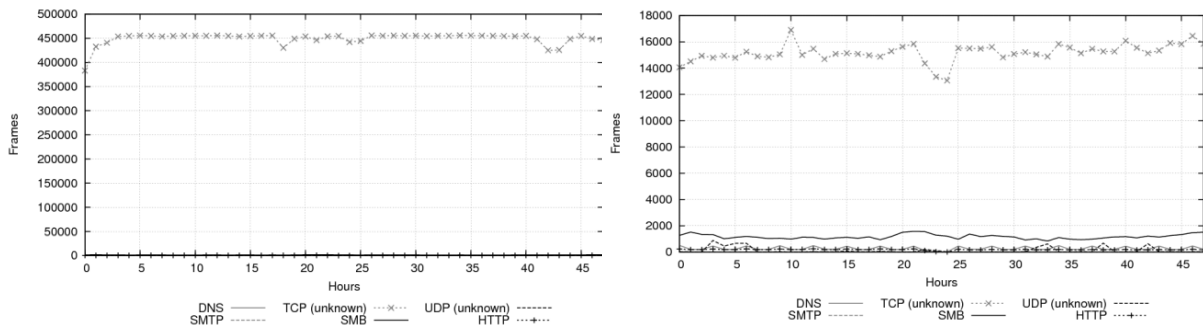 500000
450000
400000
350000
300000
250000
200000
150000
100000
50000
0
Frames
0 5 10 15 20 25 30 35 40 45
Hours
DNS TCP (unknown) UDP (unknown)
SMTP SMB HTTP
18000
16000
14000
12000
10000
8000
6000
4000
2000
0
Frames
0 5 10 15 20 25 30 35 40 45
Hours
DNS TCP (unknown) UDP (unknown)
SMTP SMB HTTP